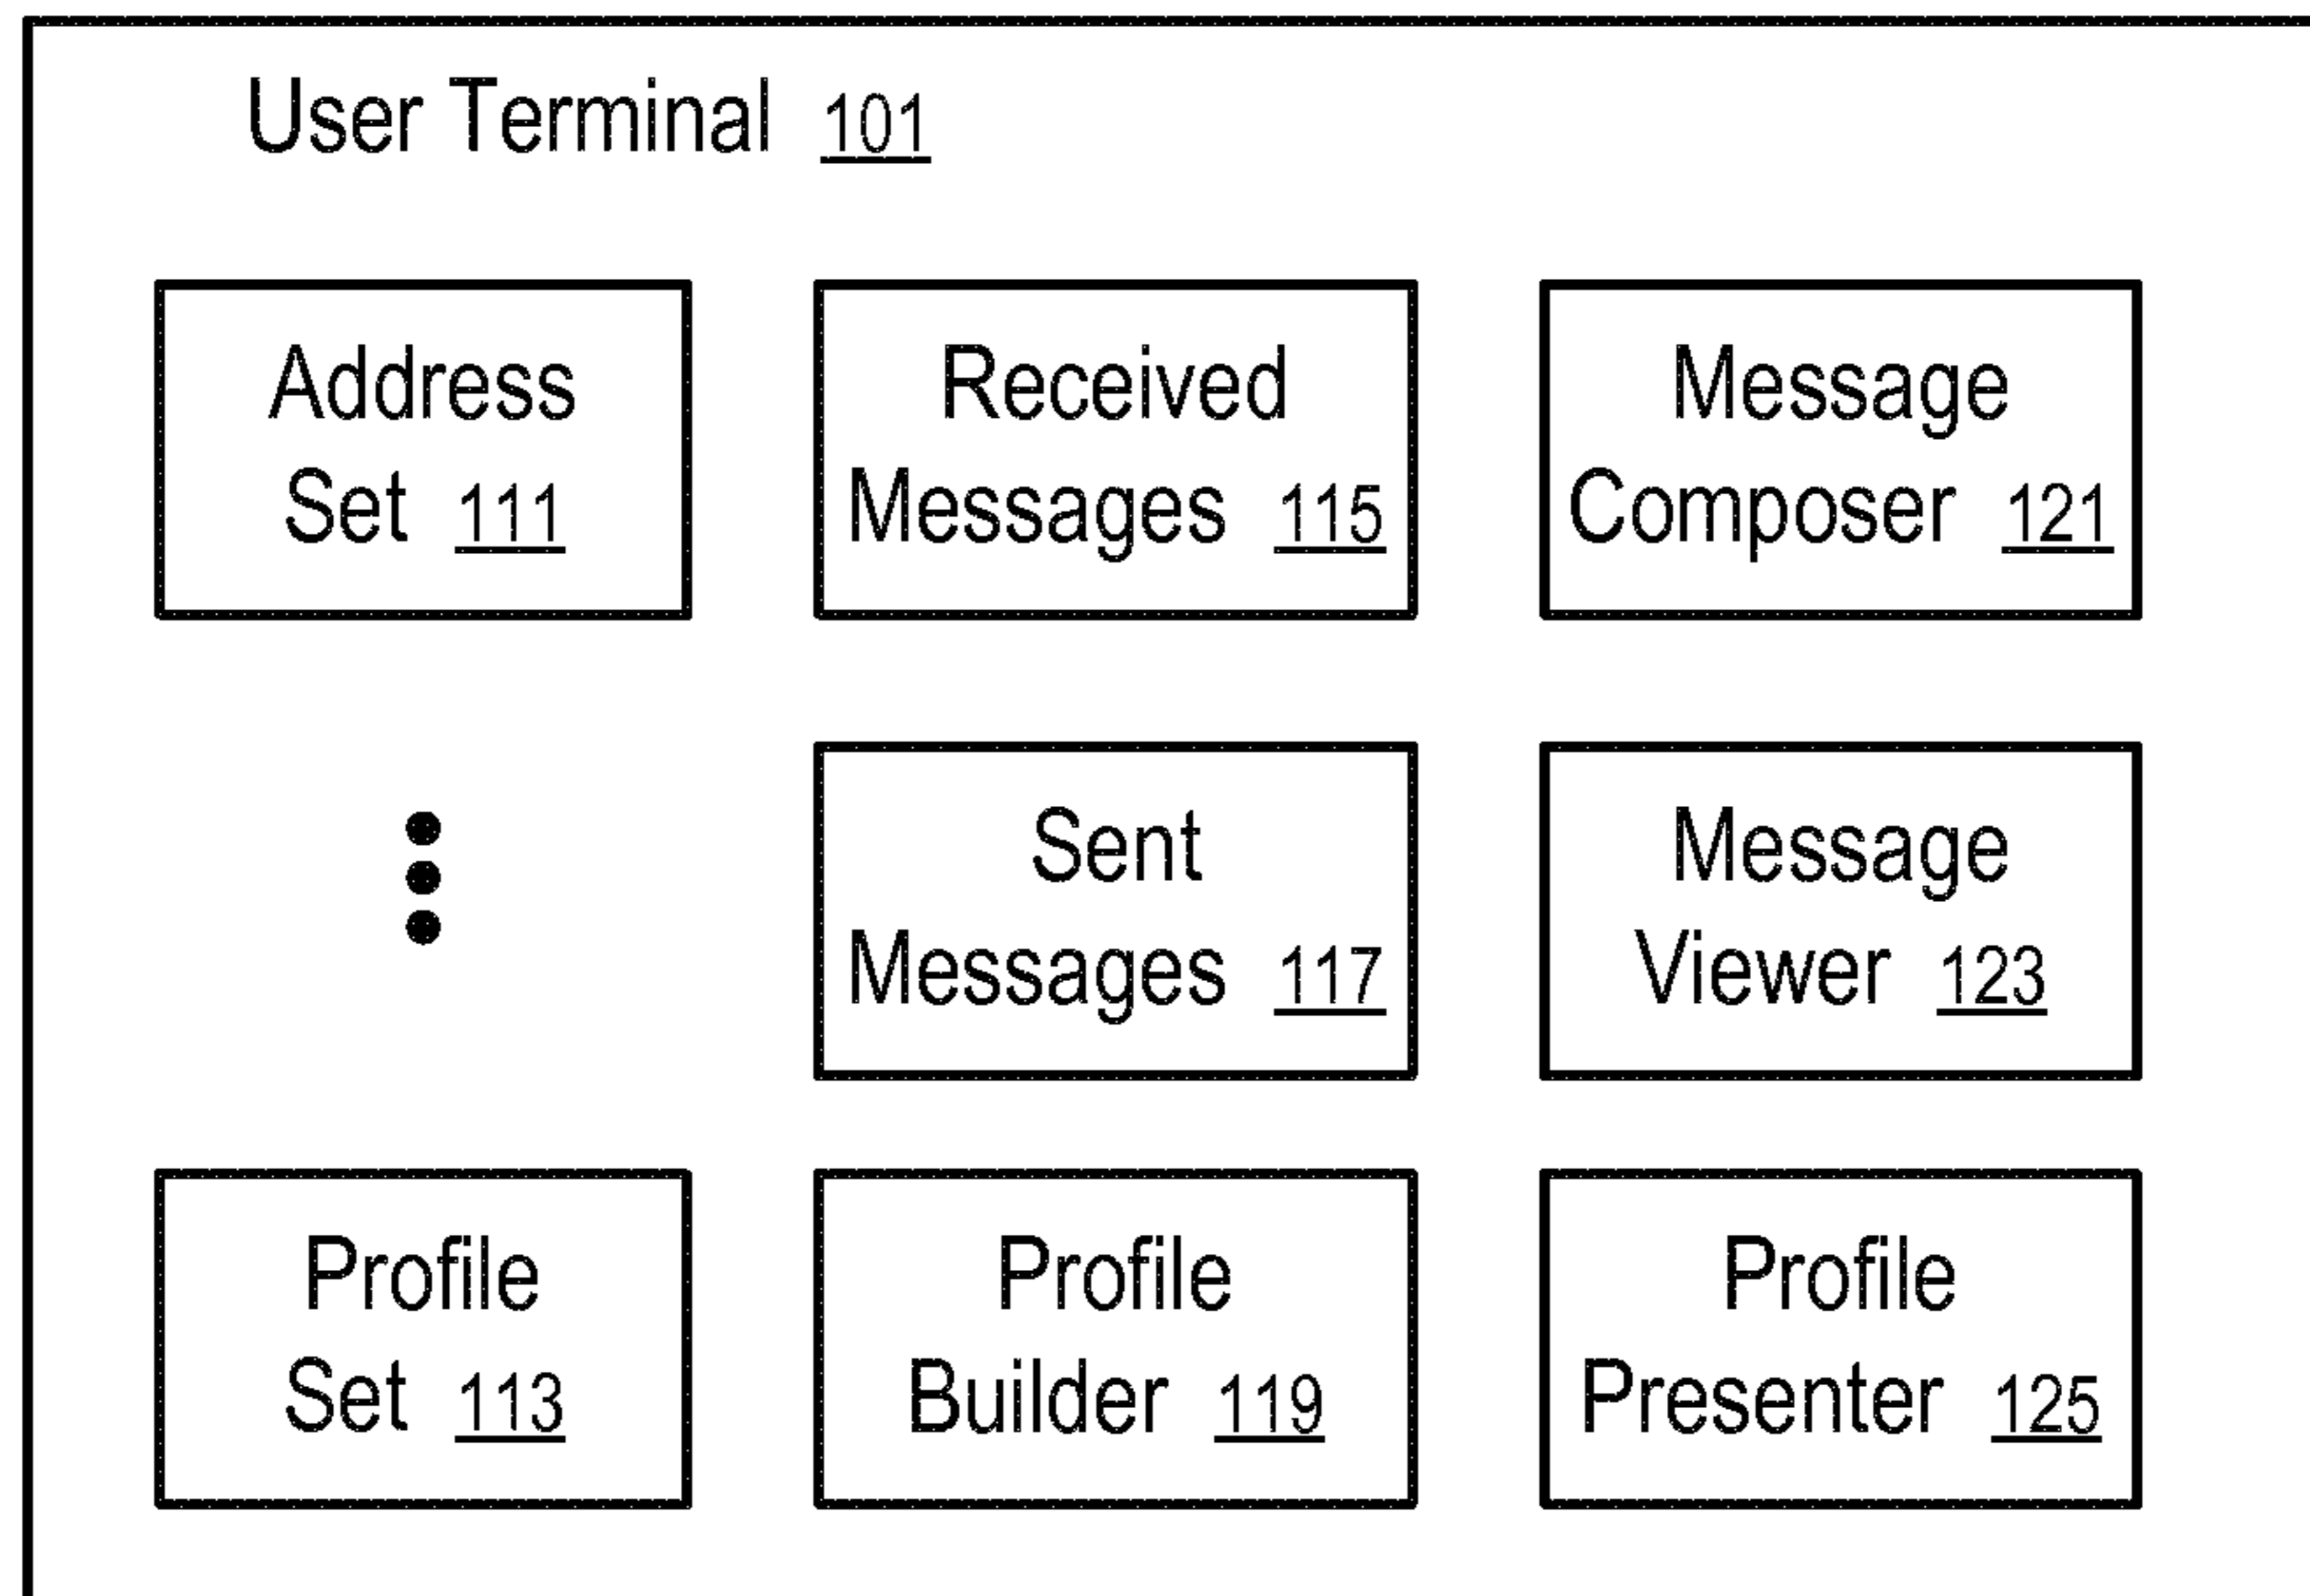 User Terminal 101
Address
Set 111
Received
Messages 115
Message
Composer 121
Sent
Messages 117
Message
Viewer 123
Profile
Set 113
Profile
Builder 119
Profile
Presenter 125